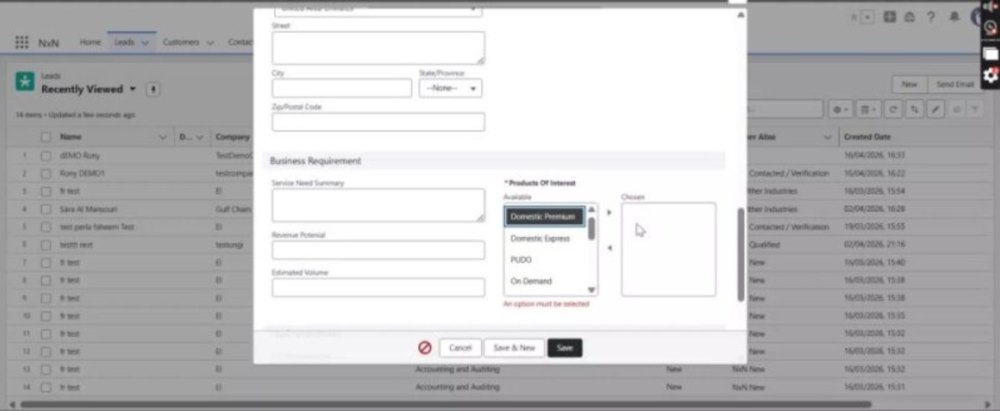 United Arab Emirates
Street
NxN
Home
Leads
Customers
Contac
Leads
Recently Viewed
City
State/Province
--None--
New
Send Email
Zip/Postal Code
14 items • Updated a few seconds ago
Name
D...
Company
er Alias
Created Date
1 dEMO Rony TestDemoC 16/04/2026, 16:33
Business Requirement
2 Rony DEMO1 testcompa Contacted / Verification 16/04/2026, 16:22
Service Need Summary
*Products Of Interest
3 fr test El ther Industries 16/03/2026, 15:54
Available
Chosen
4 Sara Al Mansouri Gulf Chain ther Industries 02/04/2026, 16:28
Domestic Premium
5 test perla faheem Test El Contacted / Verification 19/03/2026, 15:55
Revenue Potenial
Domestic Express
6 testtt rext testungi Qualified 02/04/2026, 21:16
PUDO
7 fr test El New 16/03/2026, 15:40
Estimated Volume
On Demand
8 fr test El New 16/03/2026, 15:38
9 fr test El New 16/03/2026, 15:38
An option must be selected
10 fr test El New 16/03/2026, 15:35
11 fr test El New 16/03/2026, 15:32
Cancel
Save & New
Save
12 fr test El New 16/03/2026, 15:32
13 fr test El Accounting and Auditing New NxN New 16/03/2026, 15:32
14 fr test El Accounting and Auditing New NxN New 16/03/2026, 15:31